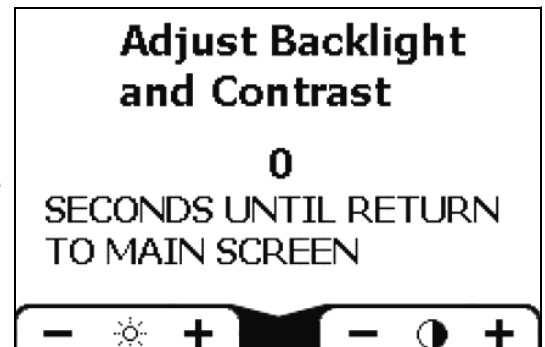 Adjust Backlight
and Contrast
0
SECONDS UNTIL RETURN
TO MAIN SCREEN
− + − +